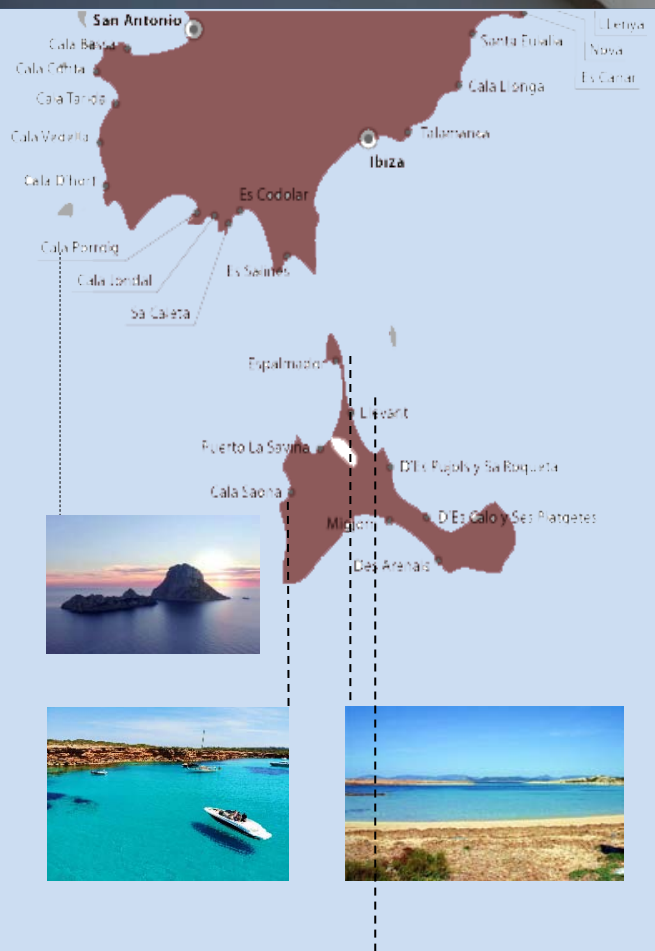 San Antonio
Cala Bassa
Cala Conta
Cala Tarida
Cala Vedella
Cala D'hort
Cala Porroig
Cala Jondal
Sa Caleta
Es Codolar
Es Salines
Santa Eulalia
Nova
Es Canar
Cala Llonga
Talamanca
Ibiza
Espalmador
Llevant
Puerto La Savina
D'Es Pujols y Sa Roqueta
Cala Saona
Migjorn
D'Es Calo y Ses Platgetes
Des Arenals